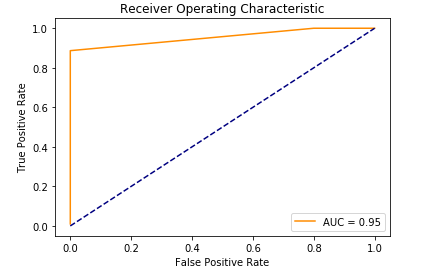 Receiver Operating Characteristic
True Positive Rate
1.0
0.8
0.6
0.4
0.2
0.0
AUC = 0.95
0.0 0.2 0.4 0.6 0.8 1.0
False Positive Rate